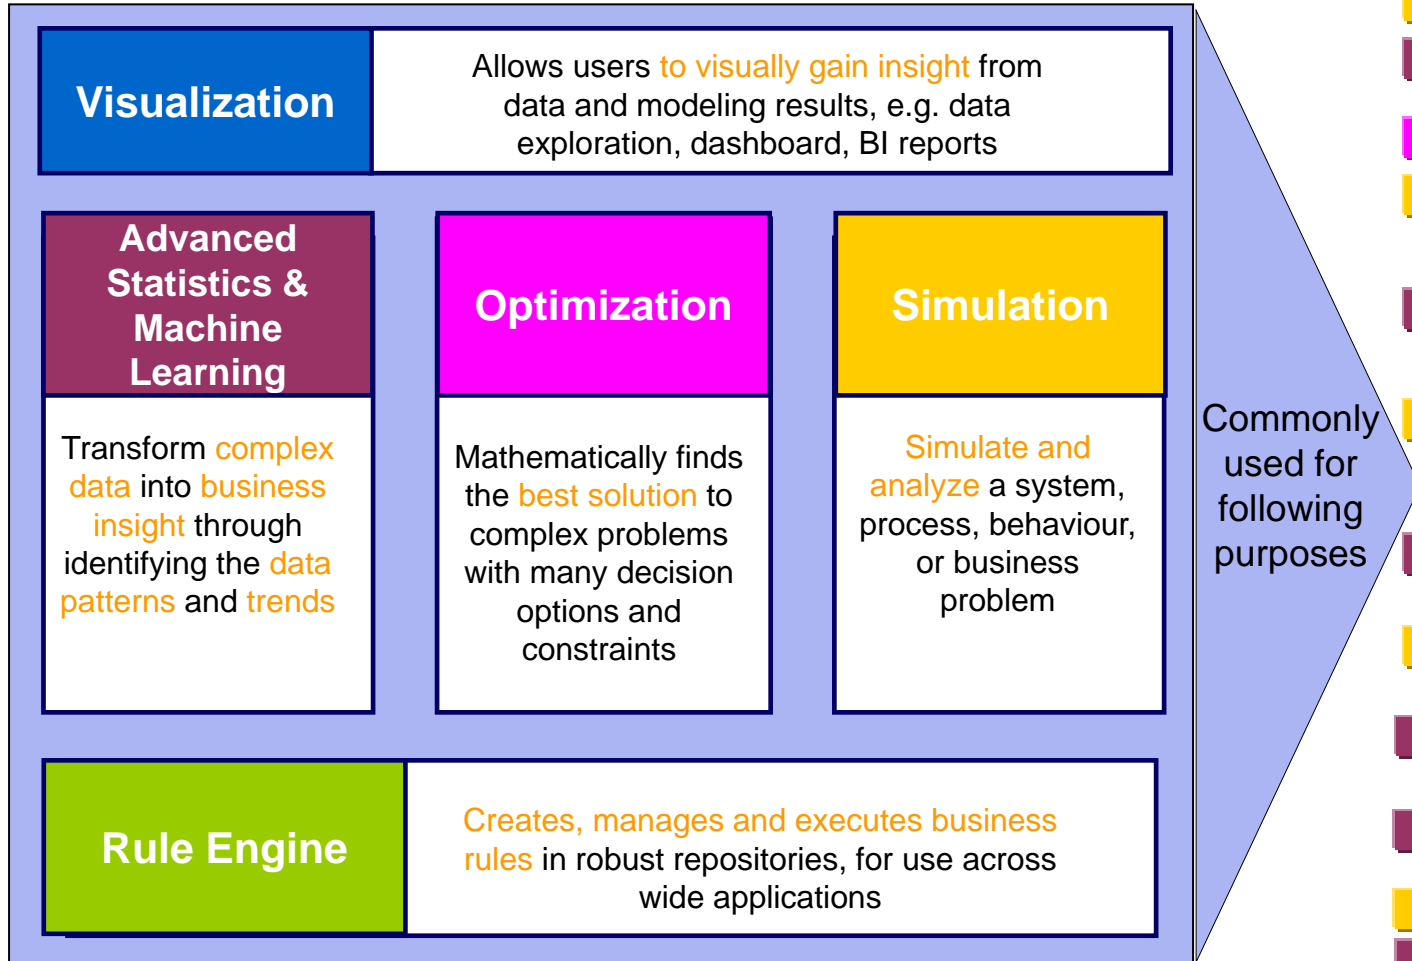 Visualization
Allows users to visually gain insight from
data and modeling results, e.g. data
exploration, dashboard, BI reports
Advanced
Statistics &
Machine
Learning
Transform complex
data into business
insight through
identifying the data
patterns and trends
Optimization
Mathematically finds
the best solution to
complex problems
with many decision
options and
constraints
Simulation
Simulate and
analyze a system,
process, behaviour,
or business
problem
Rule Engine
Creates, manages and executes business
rules in robust repositories, for use across
wide applications
Commonly
used for
following
purposes